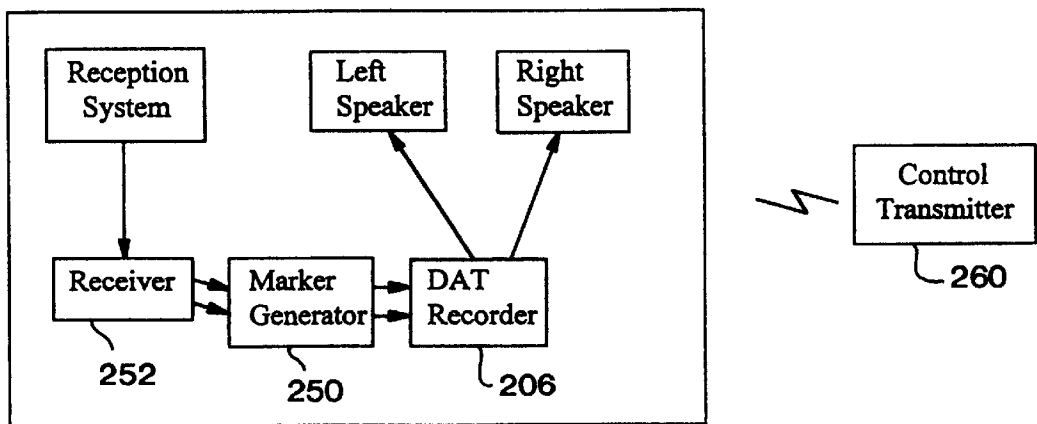 Reception
System
Left
Speaker
Right
Speaker
Control
Transmitter
260
Receiver
Marker
Generator
DAT
Recorder
252
250
206